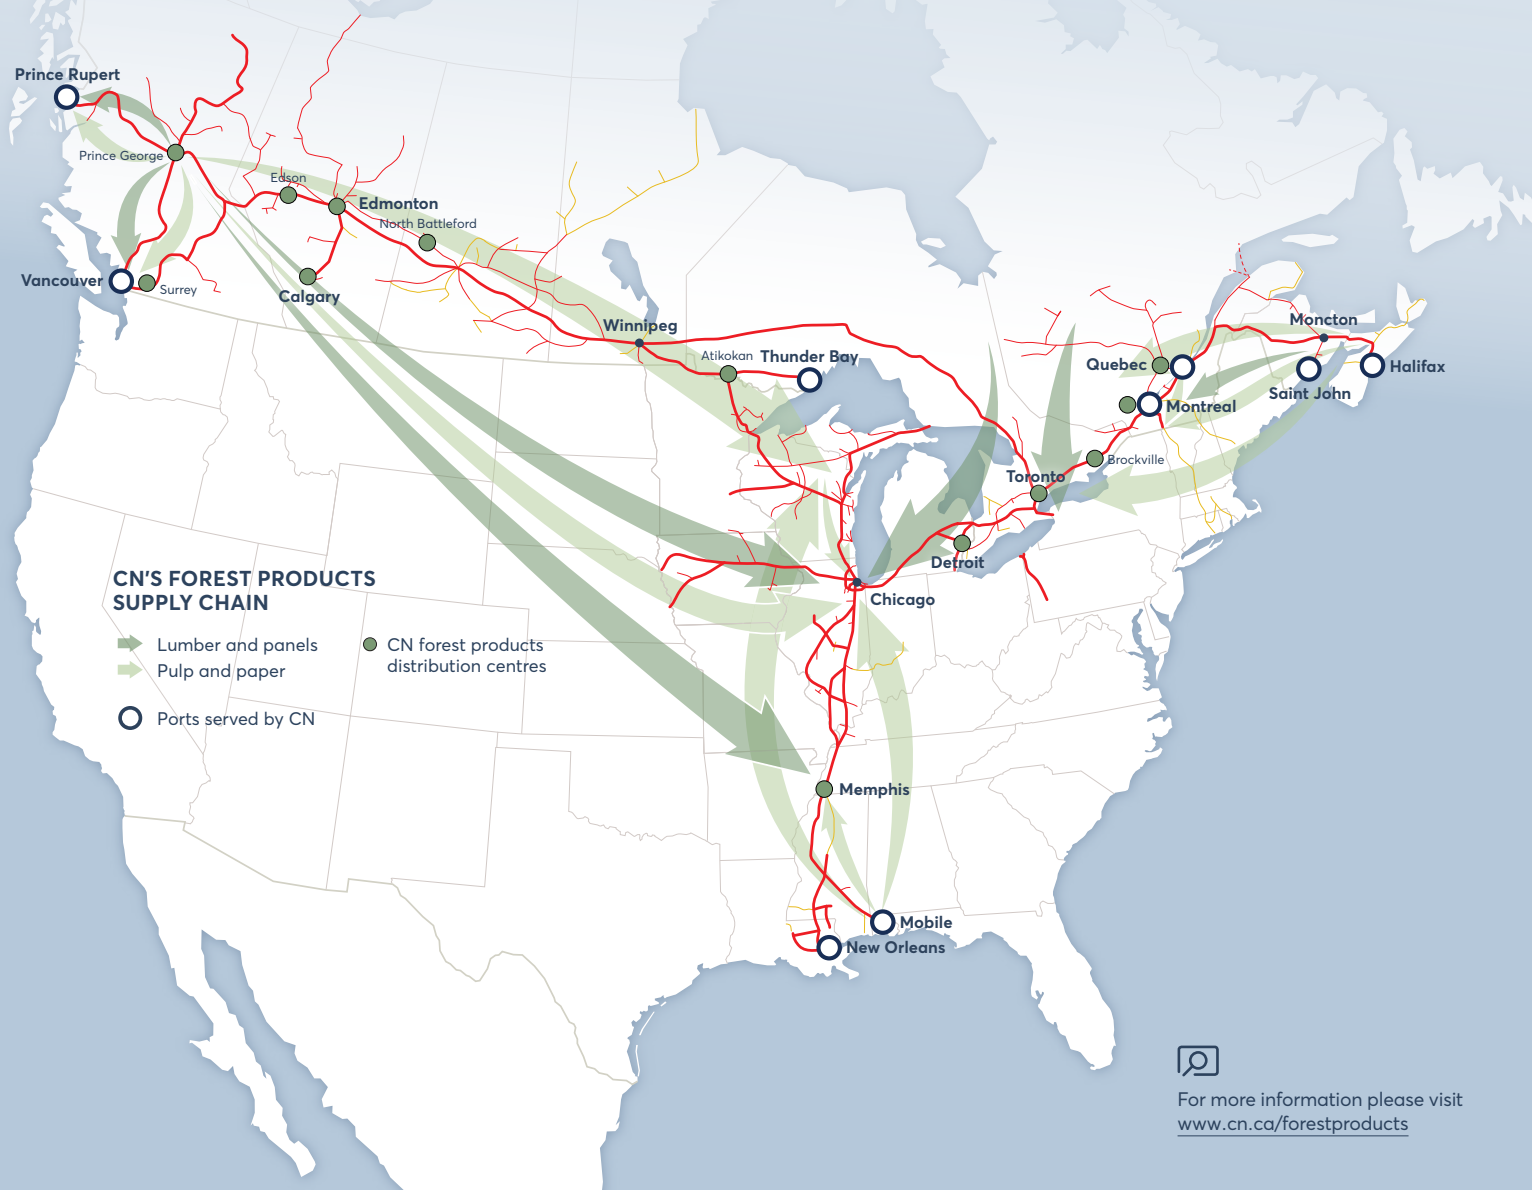 Prince Rupert
Prince George
Edson
Edmonton
North Battleford
Vancouver
Surrey
Calgary
Winnipeg
Atikokan
Thunder Bay
Moncton
Quebec
Halifax
Saint John
Montreal
Brockville
Toronto
Detroit
Chicago
CN'S FOREST PRODUCTS
SUPPLY CHAIN
Lumber and panels
Pulp and paper
Ports served by CN
CN forest products
distribution centres
Memphis
Mobile
New Orleans
For more information please visit
www.cn.ca/forestproducts